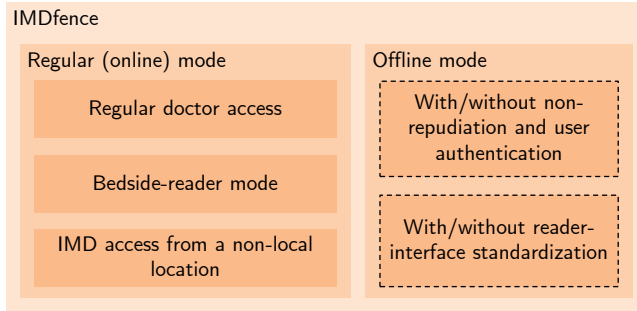 IMDfence
Regular (online) mode
Regular doctor access
Bedside-reader mode
IMD access from a non-local
location
Offline mode
With/without non-
repudiation and user
authentication
With/without reader-
interface standardization